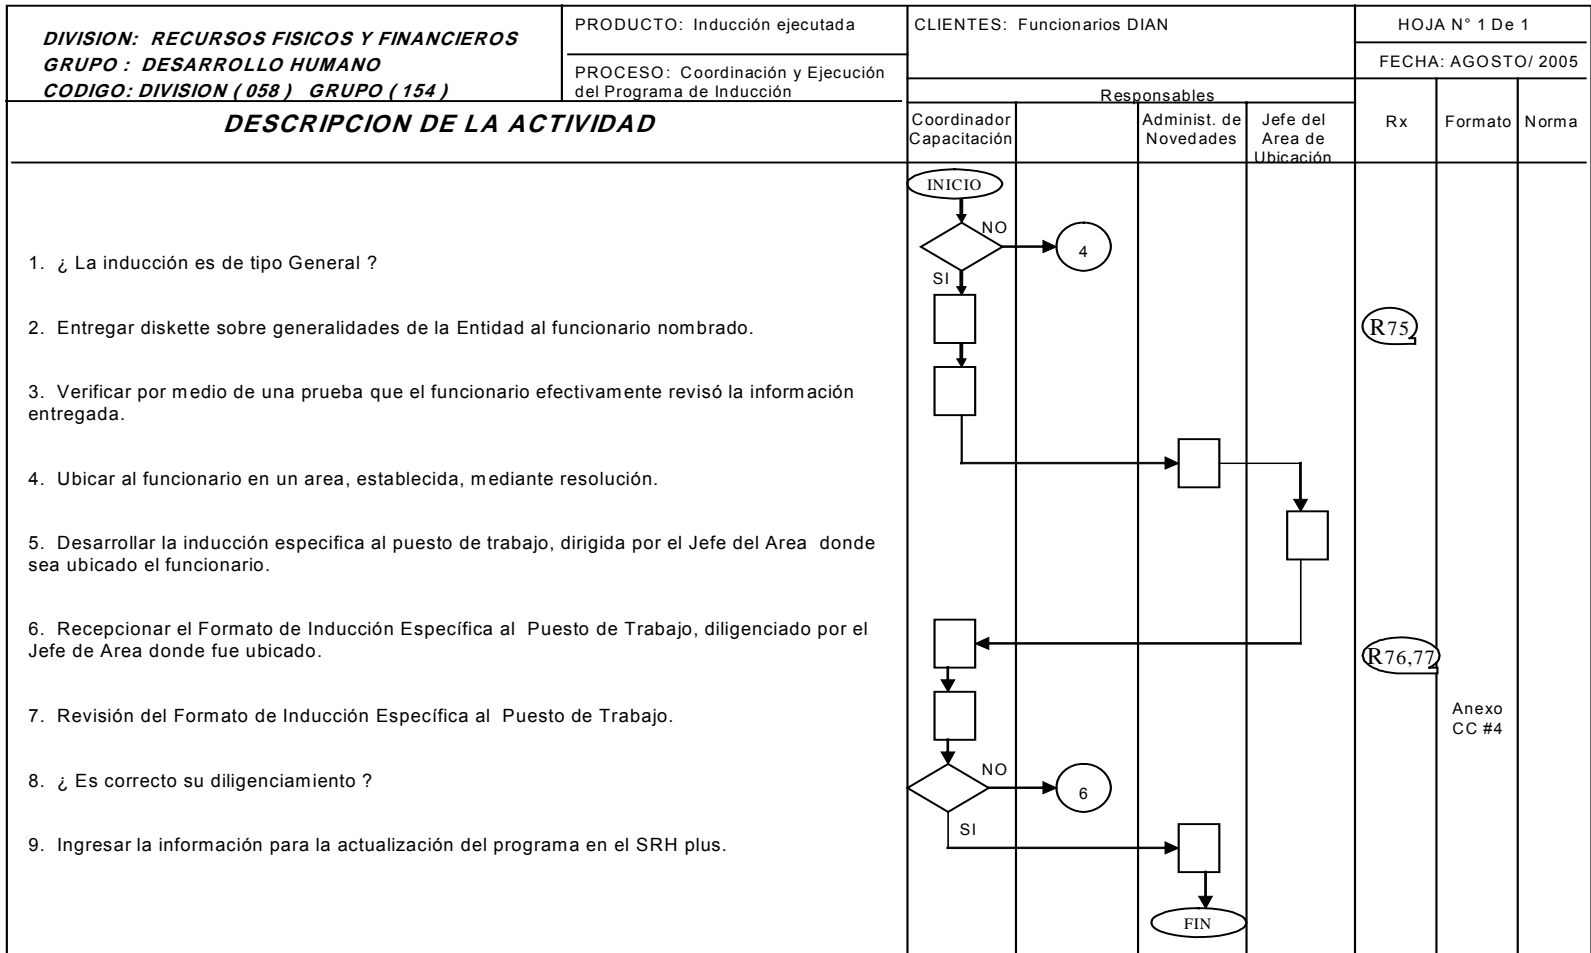 DIVISION: RECURSOS FISICOS Y FINANCIEROS
GRUPO : DESARROLLO HUMANO
CODIGO: DIVISION ( 058 ) GRUPO ( 154 )
PRODUCTO: Inducción ejecutada
PROCESO: Coordinación y Ejecución
del Programa de Inducción
CLIENTES: Funcionarios DIAN
HOJA N° 1 De 1
FECHA: AGOSTO/ 2005
DESCRIPCION DE LA ACTIVIDAD
Responsables
Coordinador
Capacitación
Administ. de
Novedades
Jefe del
Area de
Ubicación
Rx
Formato
Norma
INICIO
NO
4
1. ¿ La inducción es de tipo General ?
SI
2. Entregar diskette sobre generalidades de la Entidad al funcionario nombrado.
R75
3. Verificar por medio de una prueba que el funcionario efectivamente revisó la información
entregada.
4. Ubicar al funcionario en un area, establecida, mediante resolución.
5. Desarrollar la inducción especifica al puesto de trabajo, dirigida por el Jefe del Area donde
sea ubicado el funcionario.
6. Recepcionar el Formato de Inducción Específica al Puesto de Trabajo, diligenciado por el
Jefe de Area donde fue ubicado.
R76,77
7. Revisión del Formato de Inducción Específica al Puesto de Trabajo.
Anexo
CC #4
8. ¿ Es correcto su diligenciamiento ?
NO
6
SI
9. Ingresar la información para la actualización del programa en el SRH plus.
FIN